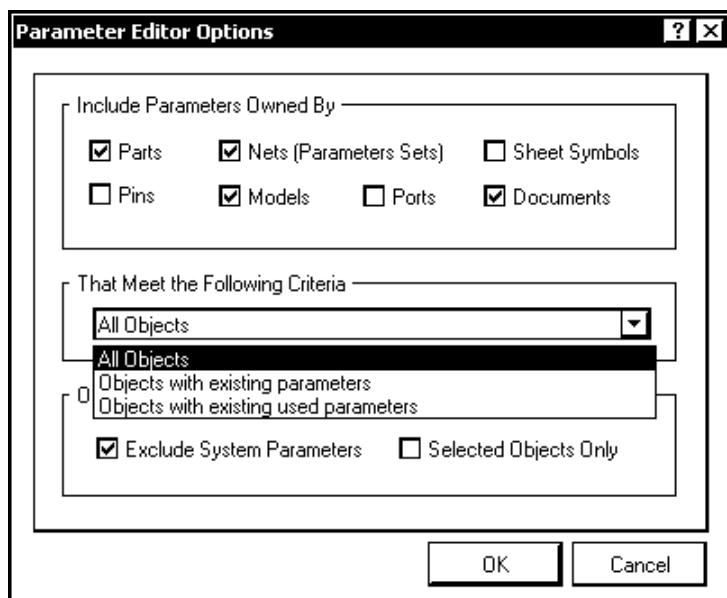 Parameter Editor Options
Include Parameters Owned By
Parts Nets (Parameters Sets) Sheet Symbols
Pins Models Ports Documents
That Meet the Following Criteria
All Objects
All Objects
Objects with existing parameters
Objects with existing used parameters
Exclude System Parameters Selected Objects Only
OK Cancel